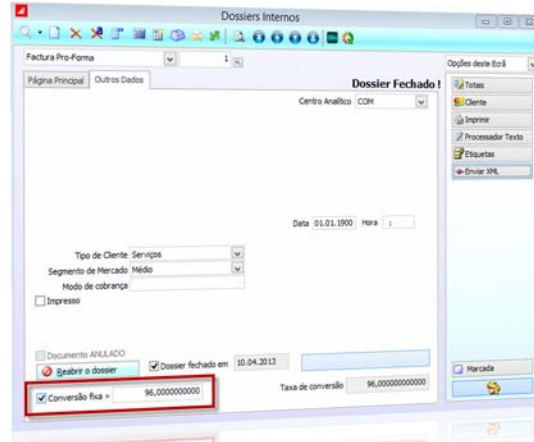 Dossiers Internos
Factura Pro-Forma 1
Opções deste Ecrã
Página Principal Outros Dados
Dossier Fechado !
Centro Analítico COM
Totais
Cliente
Imprimir
Processador Texto
Etiquetas
Enviar XML
Data 01.01.1900 Hora :
Tipo de Cliente Serviços
Segmento de Mercado Médio
Modo de cobrança
Impresso
Documento ANULADO
Reabrir o dossier
Dossier fechado em 10.04.2013
Marcada
Conversão fixa = 96,0000000000
Taxa de conversão 96,000000000000